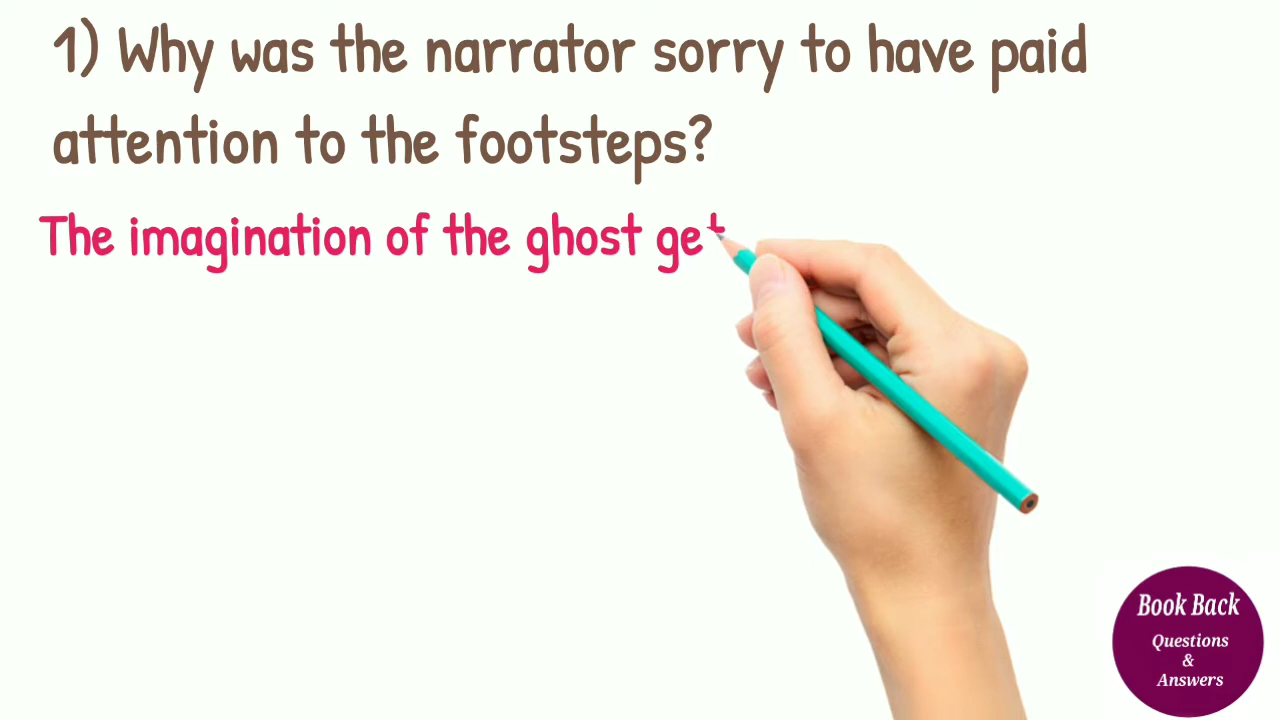 1) Why was the narrator sorry to have paid
attention to the footsteps?
The imagination of the ghost get
Book Back
Questions
&
Answers